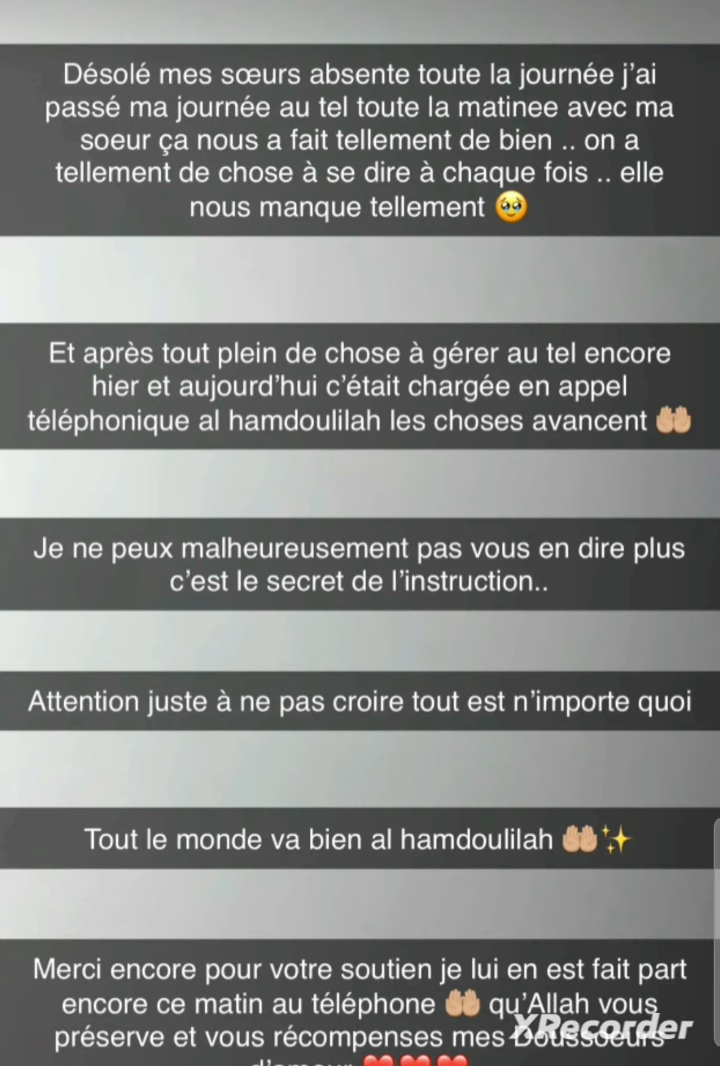 Désolé mes sœurs absente toute la journée j'ai
passé ma journée au tel toute la matinee avec ma
soeur ça nous a fait tellement de bien .. on a
tellement de chose à se dire à chaque fois .. elle
nous manque tellement 🥹
Et après tout plein de chose à gérer au tel encore
hier et aujourd'hui c'était chargée en appel
téléphonique al hamdoulilah les choses avancent 🤲🏼
Je ne peux malheureusement pas vous en dire plus
c'est le secret de l'instruction..
Attention juste à ne pas croire tout est n'importe quoi
Tout le monde va bien al hamdoulilah 🤲🏼✨
Merci encore pour votre soutien je lui en est fait part
encore ce matin au téléphone 🤲🏼 qu'Allah vous
préserve et vous récompenses mes Doussoeurs
d'amour ❤️❤️❤️
XRecorder